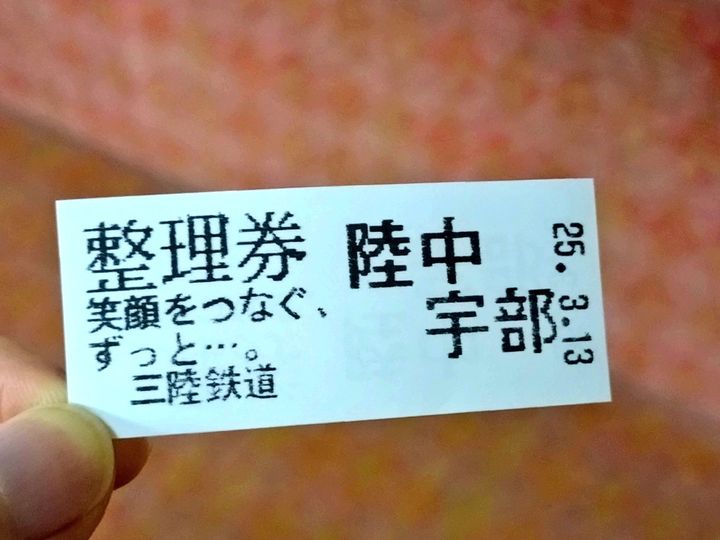 整理券
笑顔をつなぐ、
ずっと…。
三陸鉄道
陸中
宇部
25.3.13